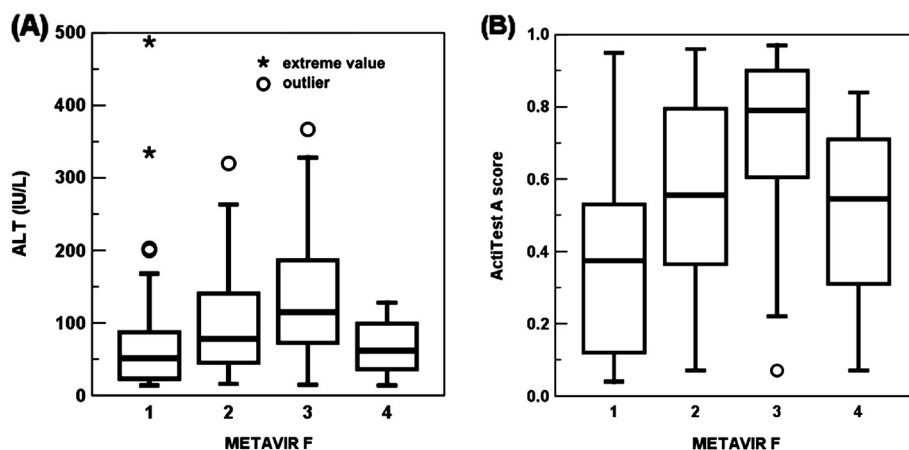 (A)
500
400
300
200
100
0
ALT (IU/L)
* extreme value
o outlier
1 2 3 4
METAVIR F
(B)
1.0
0.8
0.6
0.4
0.2
0.0
ActiTest A score
1 2 3 4
METAVIR F